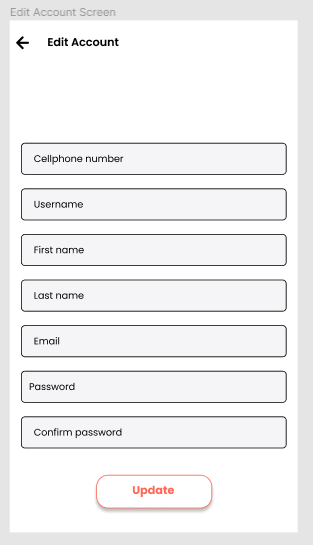 Edit Account Screen
Edit Account
Cellphone number
Username
First name
Last name
Email
Password
Confirm password
Update